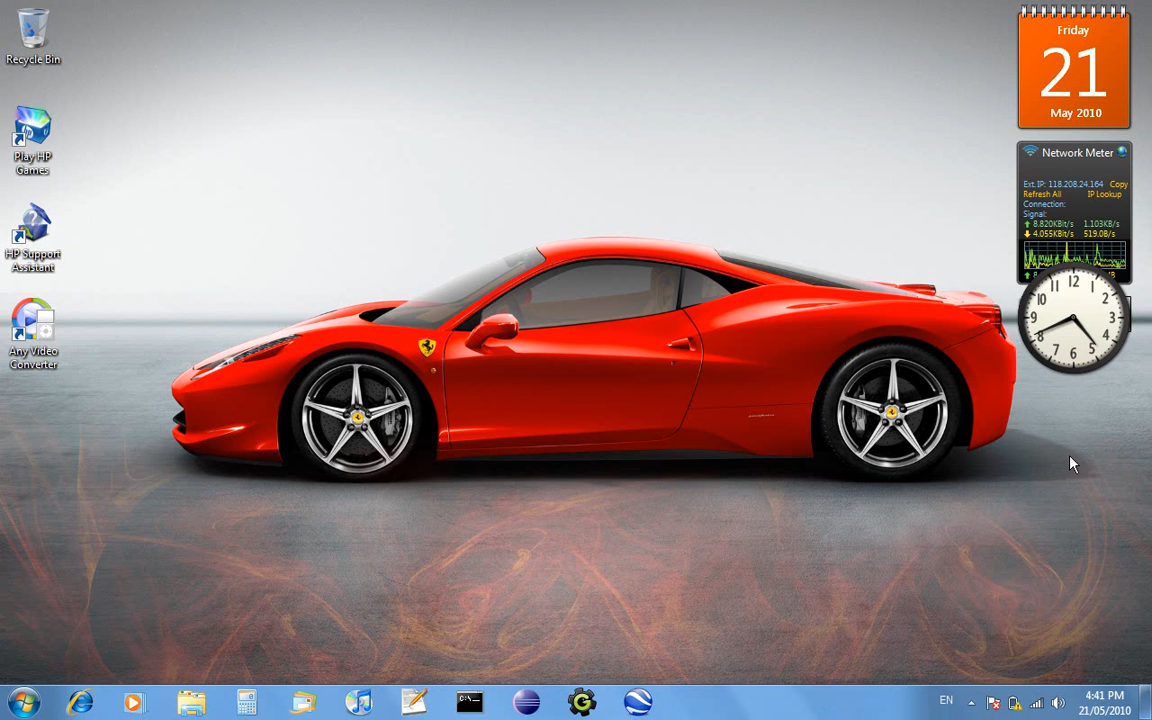 Recycle Bin
Play HP
Games
HP Support
Assistant
Any Video
Converter
Friday
21
May 2010
Network Meter
Ext. IP: 118.208.24.164 Copy
Refresh All IP Lookup
Connection:
Signal:
8.820KBit/s 1.103KB/s
4.055KBit/s 519.0B/s
12
1
2
3
4
5
6
7
8
9
10
11
C:\_
EN
4:41 PM
21/05/2010